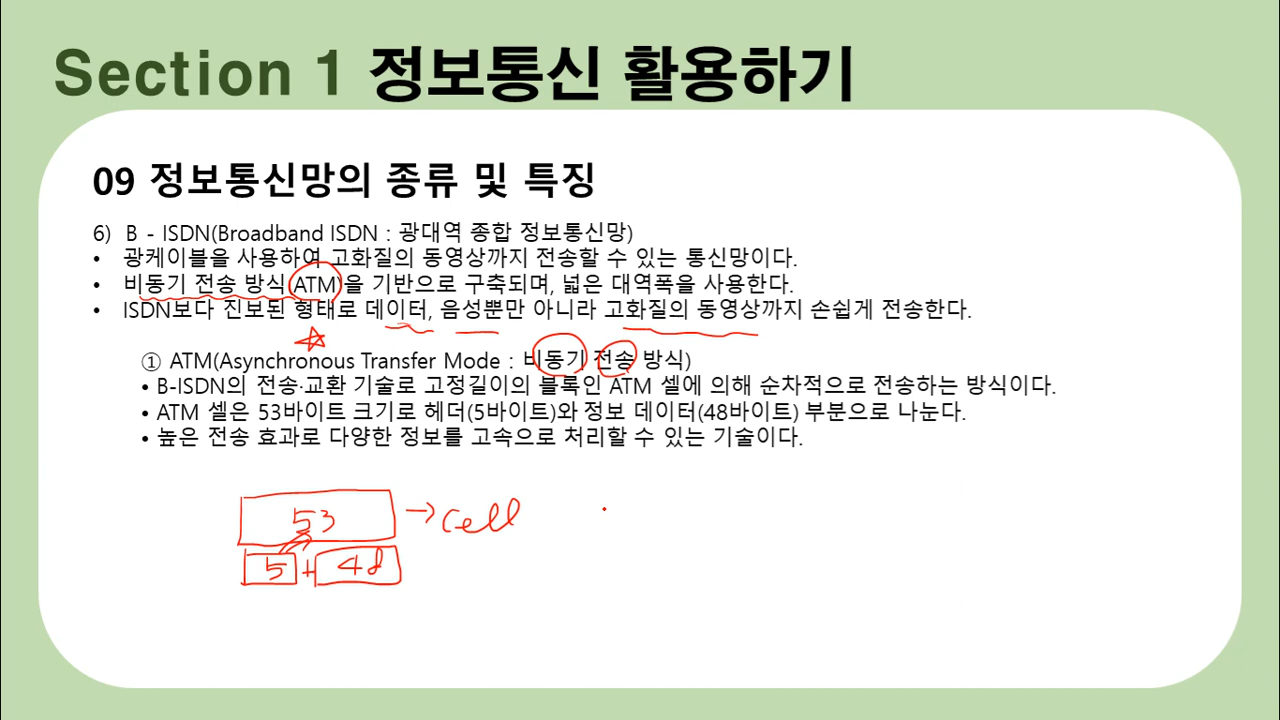 Section 1 정보통신 활용하기
09 정보통신망의 종류 및 특징
6) B - ISDN(Broadband ISDN : 광대역 종합 정보통신망)
• 광케이블을 사용하여 고화질의 동영상까지 전송할 수 있는 통신망이다.
• 비동기 전송 방식(ATM)을 기반으로 구축되며, 넓은 대역폭을 사용한다.
• ISDN보다 진보된 형태로 데이터, 음성뿐만 아니라 고화질의 동영상까지 손쉽게 전송한다.
① ATM(Asynchronous Transfer Mode : 비동기 전송 방식)
• B-ISDN의 전송·교환 기술로 고정길이의 블록인 ATM 셀에 의해 순차적으로 전송하는 방식이다.
• ATM 셀은 53바이트 크기로 헤더(5바이트)와 정보 데이터(48바이트) 부분으로 나눈다.
• 높은 전송 효과로 다양한 정보를 고속으로 처리할 수 있는 기술이다.
53 → Cell
5 + 48